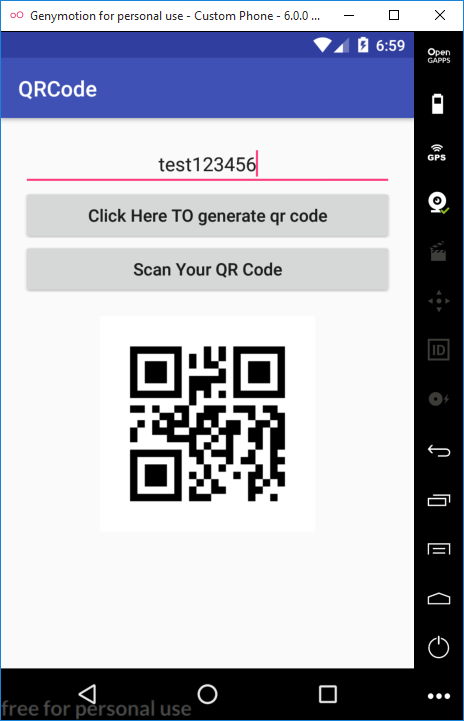 Genymotion for personal use - Custom Phone - 6.0.0 ...
6:59
Open
GAPPS
QRCode
GPS
test123456
Click Here TO generate qr code
Scan Your QR Code
ID
free for personal use